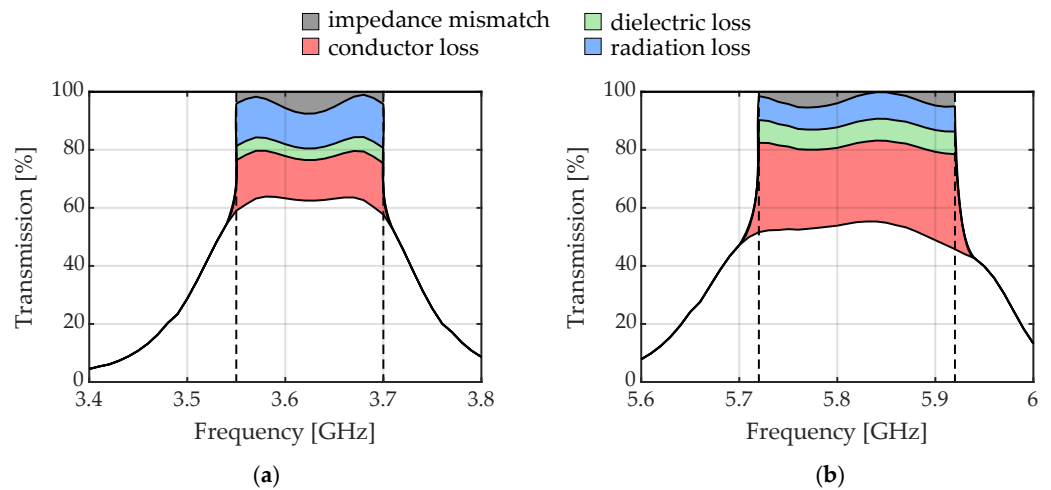 impedance mismatch
conductor loss
dielectric loss
radiation loss
Transmission [%]
100
80
60
40
20
0
3.4
3.5
3.6
3.7
3.8
Frequency [GHz]
(a)
Transmission [%]
100
80
60
40
20
0
5.6
5.7
5.8
5.9
6
Frequency [GHz]
(b)